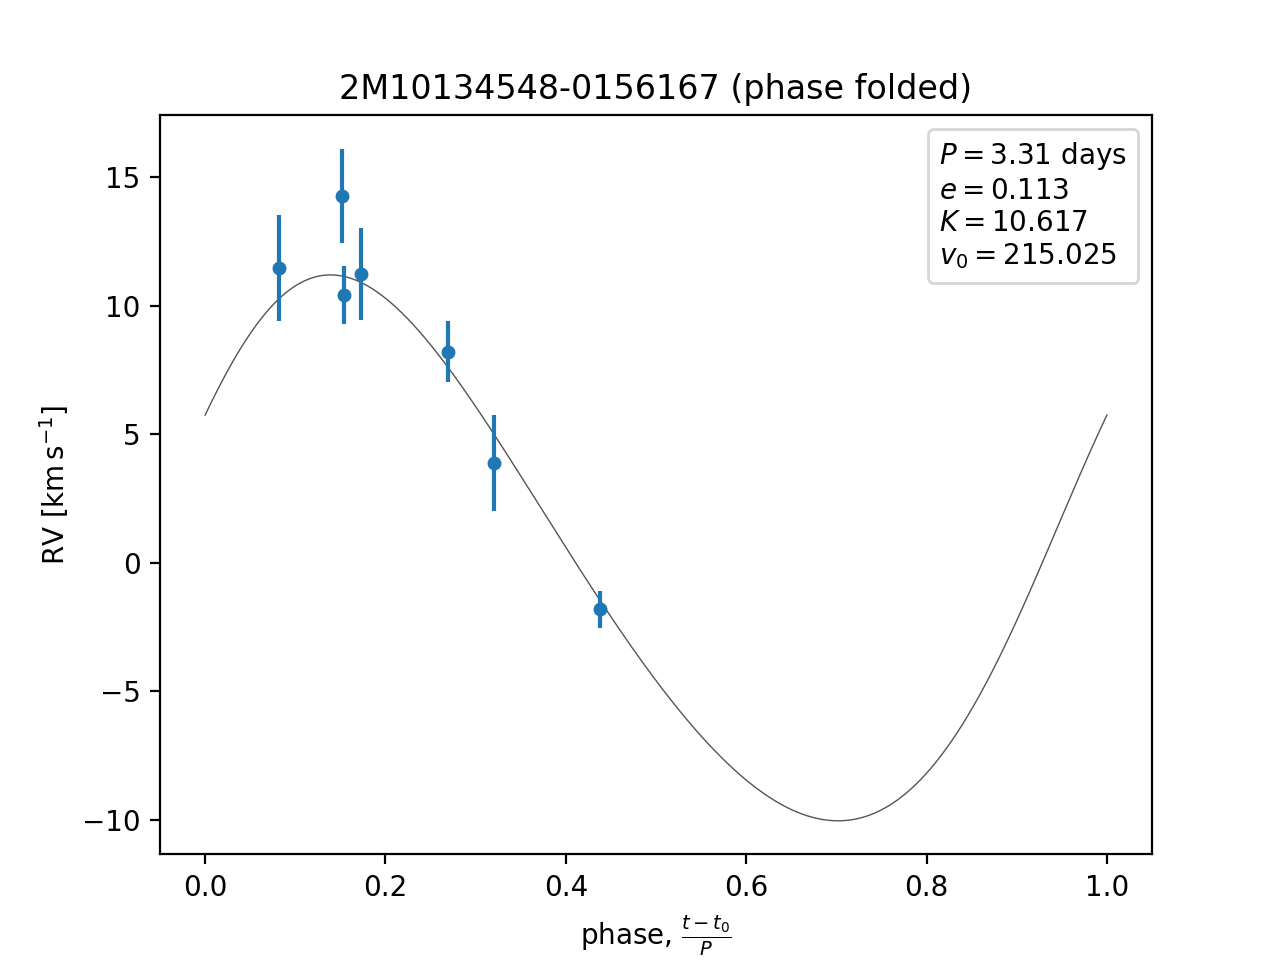 2M10134548-0156167 (phase folded)
P = 3.31 days
e = 0.113
K = 10.617
v₀ = 215.025
15
10
5
0
−5
−10
RV [km s⁻¹]
0.0 0.2 0.4 0.6 0.8 1.0
phase, (t − t₀)/P